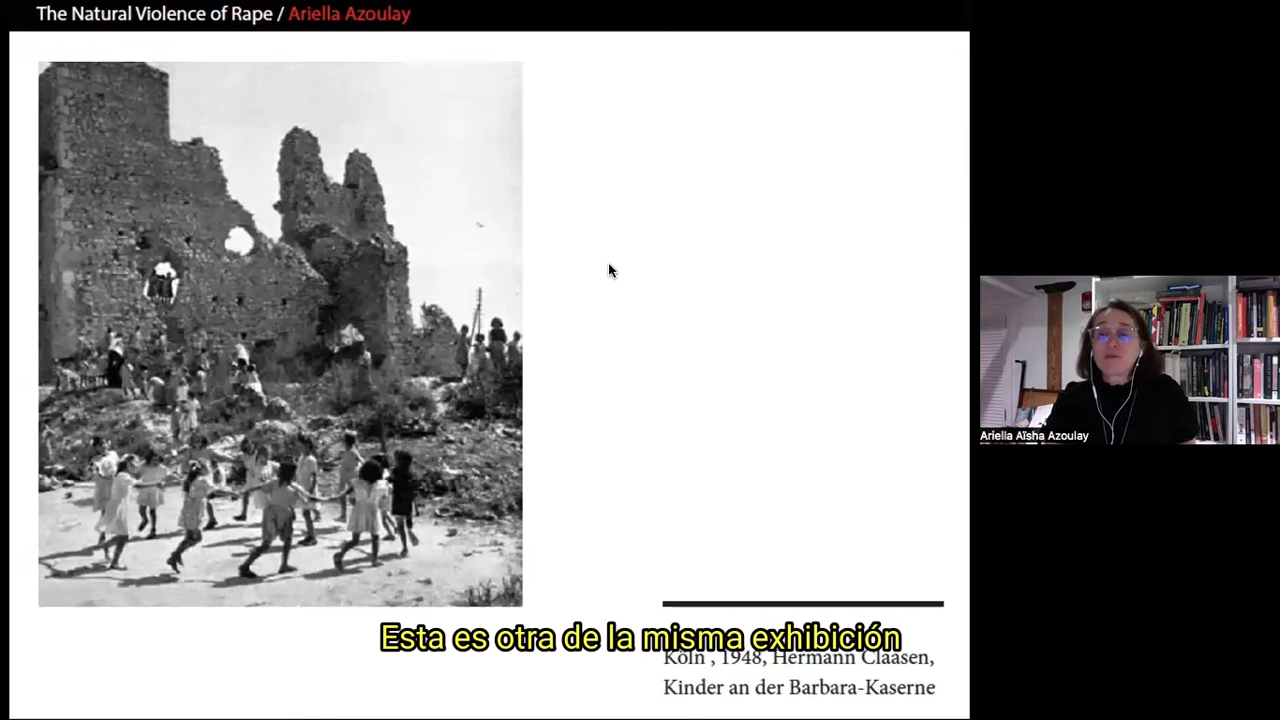 The Natural Violence of Rape / Ariella Azoulay
Ariella Aïsha Azoulay
Esta es otra de la misma exhibición
Köln , 1948, Hermann Claasen,
Kinder an der Barbara-Kaserne